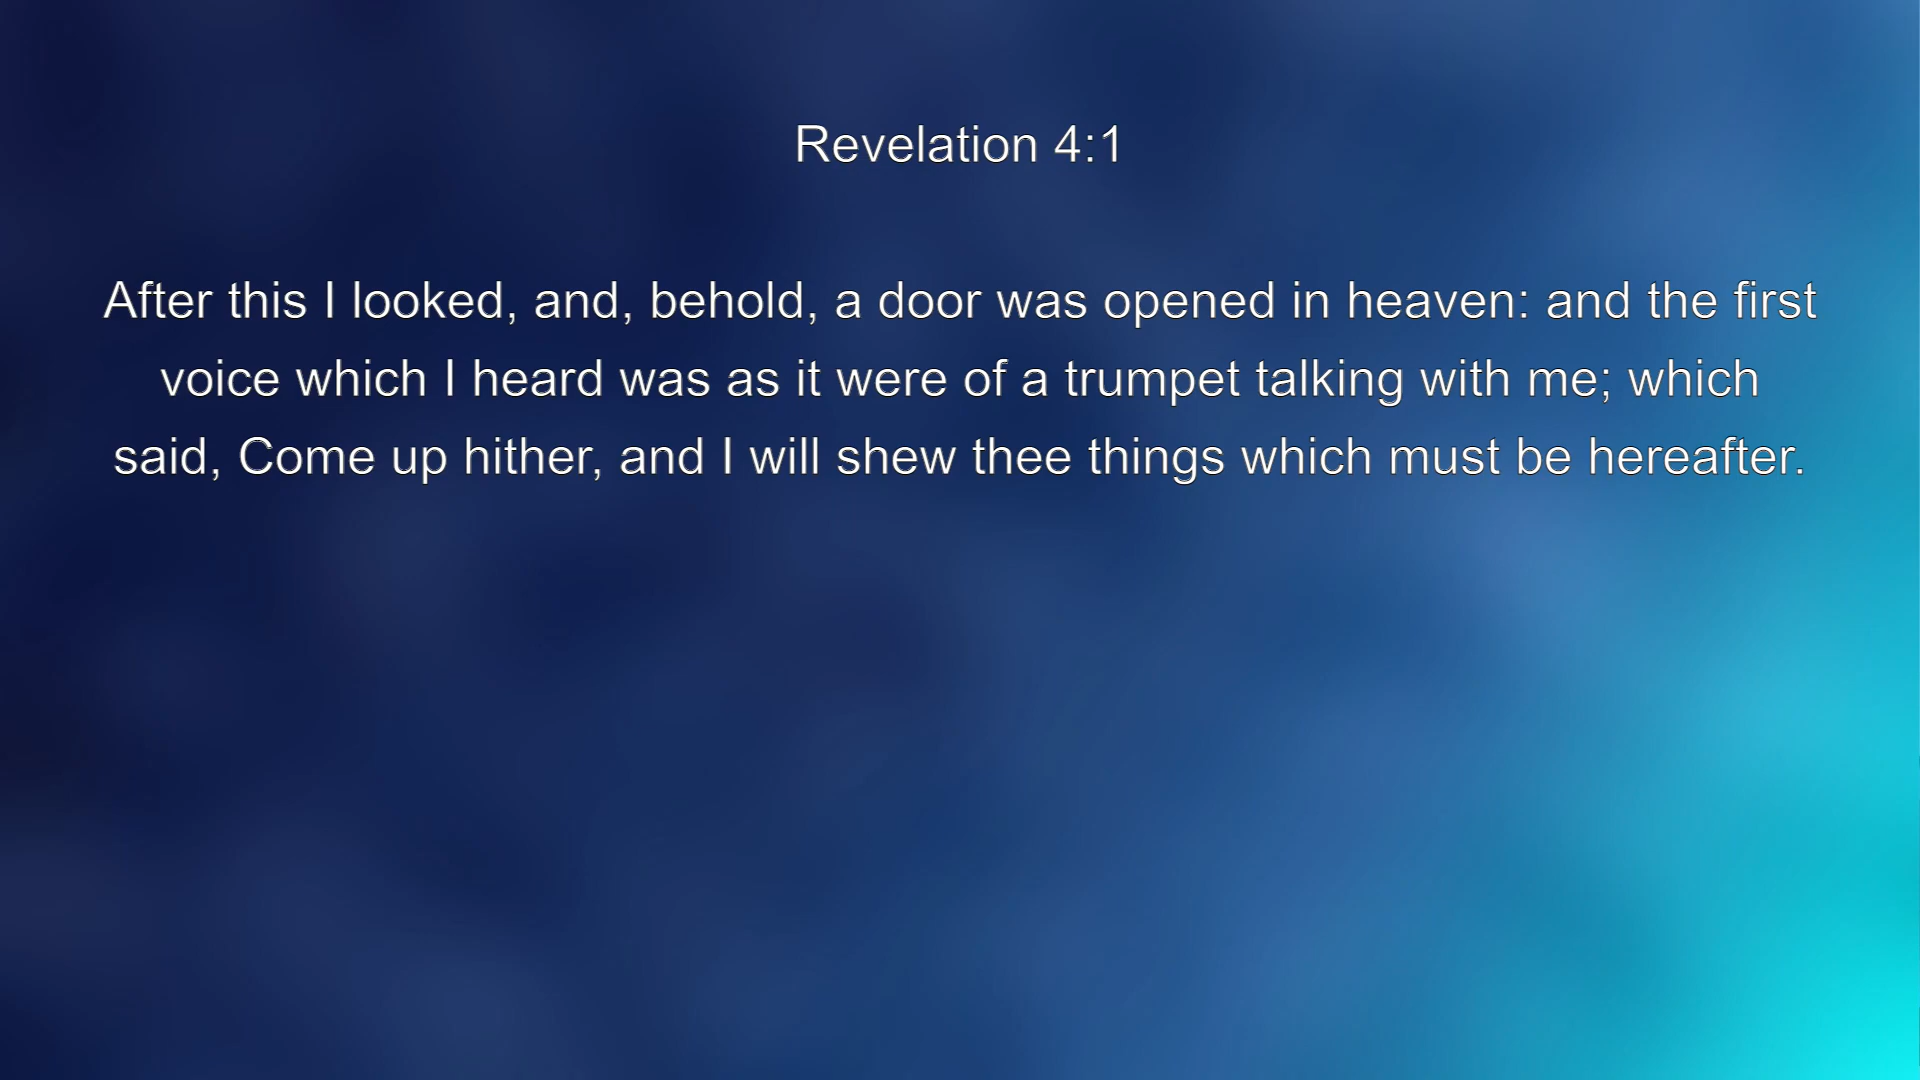 Revelation 4:1
After this I looked, and, behold, a door was opened in heaven: and the first
voice which I heard was as it were of a trumpet talking with me; which
said, Come up hither, and I will shew thee things which must be hereafter.